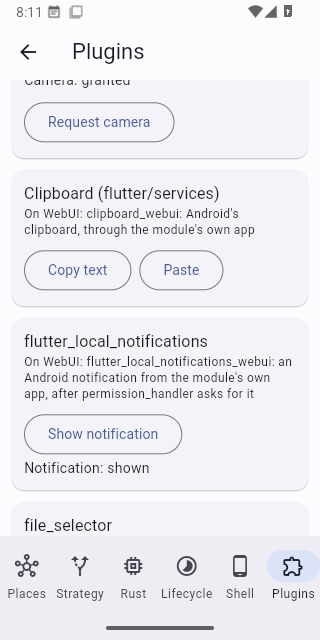 8:11
Plugins
Camera: granted
Request camera
Clipboard (flutter/services)
On WebUI: clipboard_webui: Android's
clipboard, through the module's own app
Copy text
Paste
flutter_local_notifications
On WebUI: flutter_local_notifications_webui: an
Android notification from the module's own
app, after permission_handler asks for it
Show notification
Notification: shown
file_selector
Places
Strategy
Rust
Lifecycle
Shell
Plugins